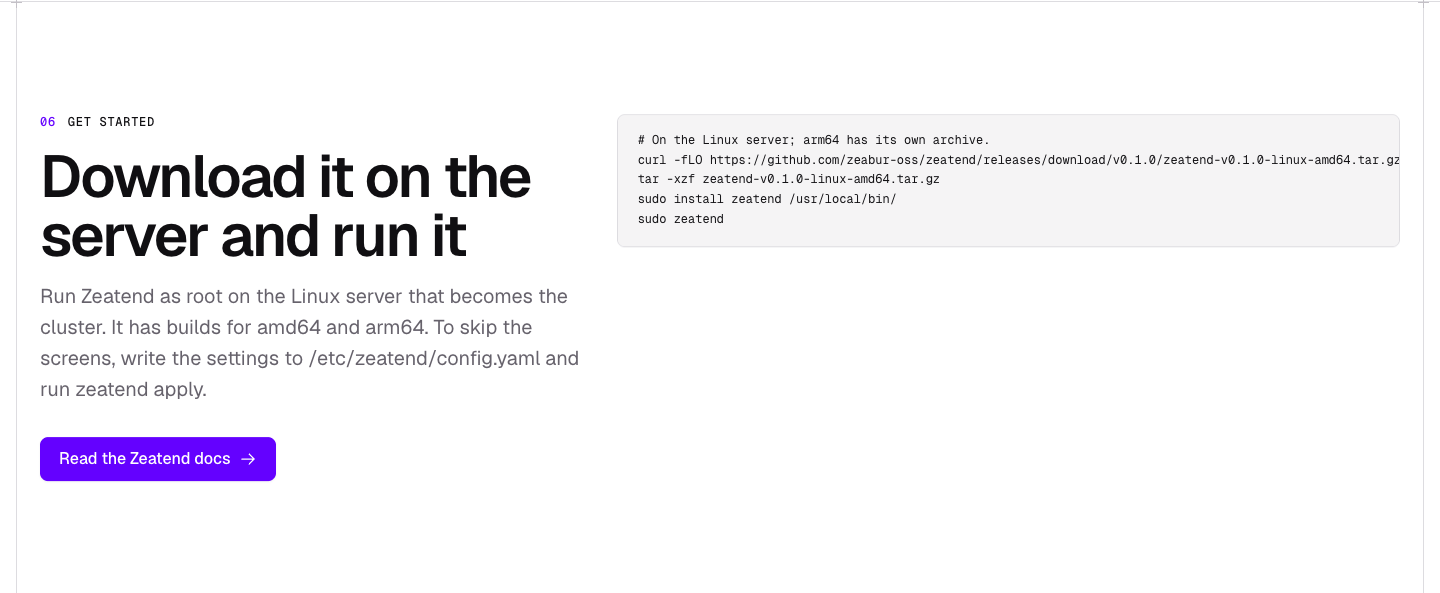 06 GET STARTED
Download it on the
server and run it
Run Zeatend as root on the Linux server that becomes the
cluster. It has builds for amd64 and arm64. To skip the
screens, write the settings to /etc/zeatend/config.yaml and
run zeatend apply.
Read the Zeatend docs →
# On the Linux server; arm64 has its own archive.
curl -fLO https://github.com/zeabur-oss/zeatend/releases/download/v0.1.0/zeatend-v0.1.0-linux-amd64.tar.gz
tar -xzf zeatend-v0.1.0-linux-amd64.tar.gz
sudo install zeatend /usr/local/bin/
sudo zeatend